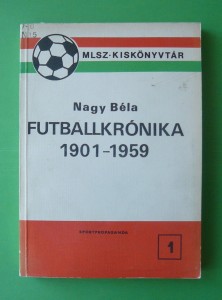 MLSZ-KISKÖNYVTÁR
Nagy Béla
FUTBALLKRÓNIKA
1901-1959
1